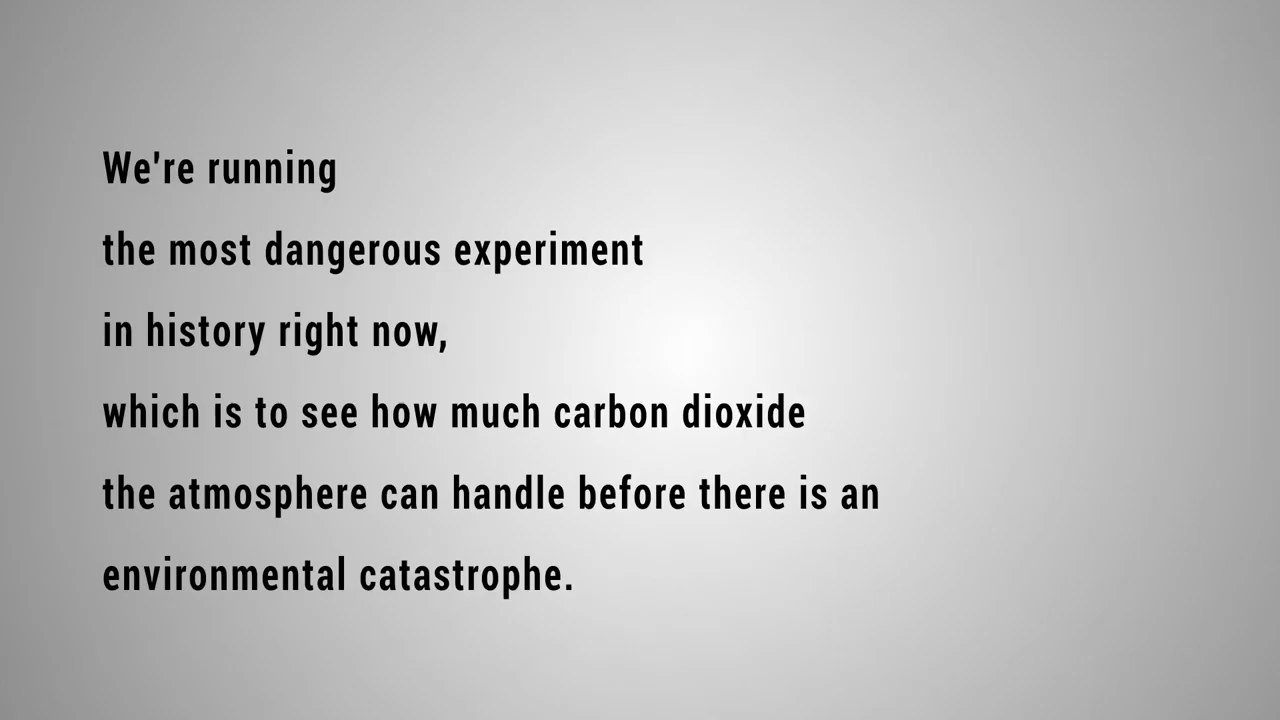 We're running
the most dangerous experiment
in history right now,
which is to see how much carbon dioxide
the atmosphere can handle before there is an
environmental catastrophe.